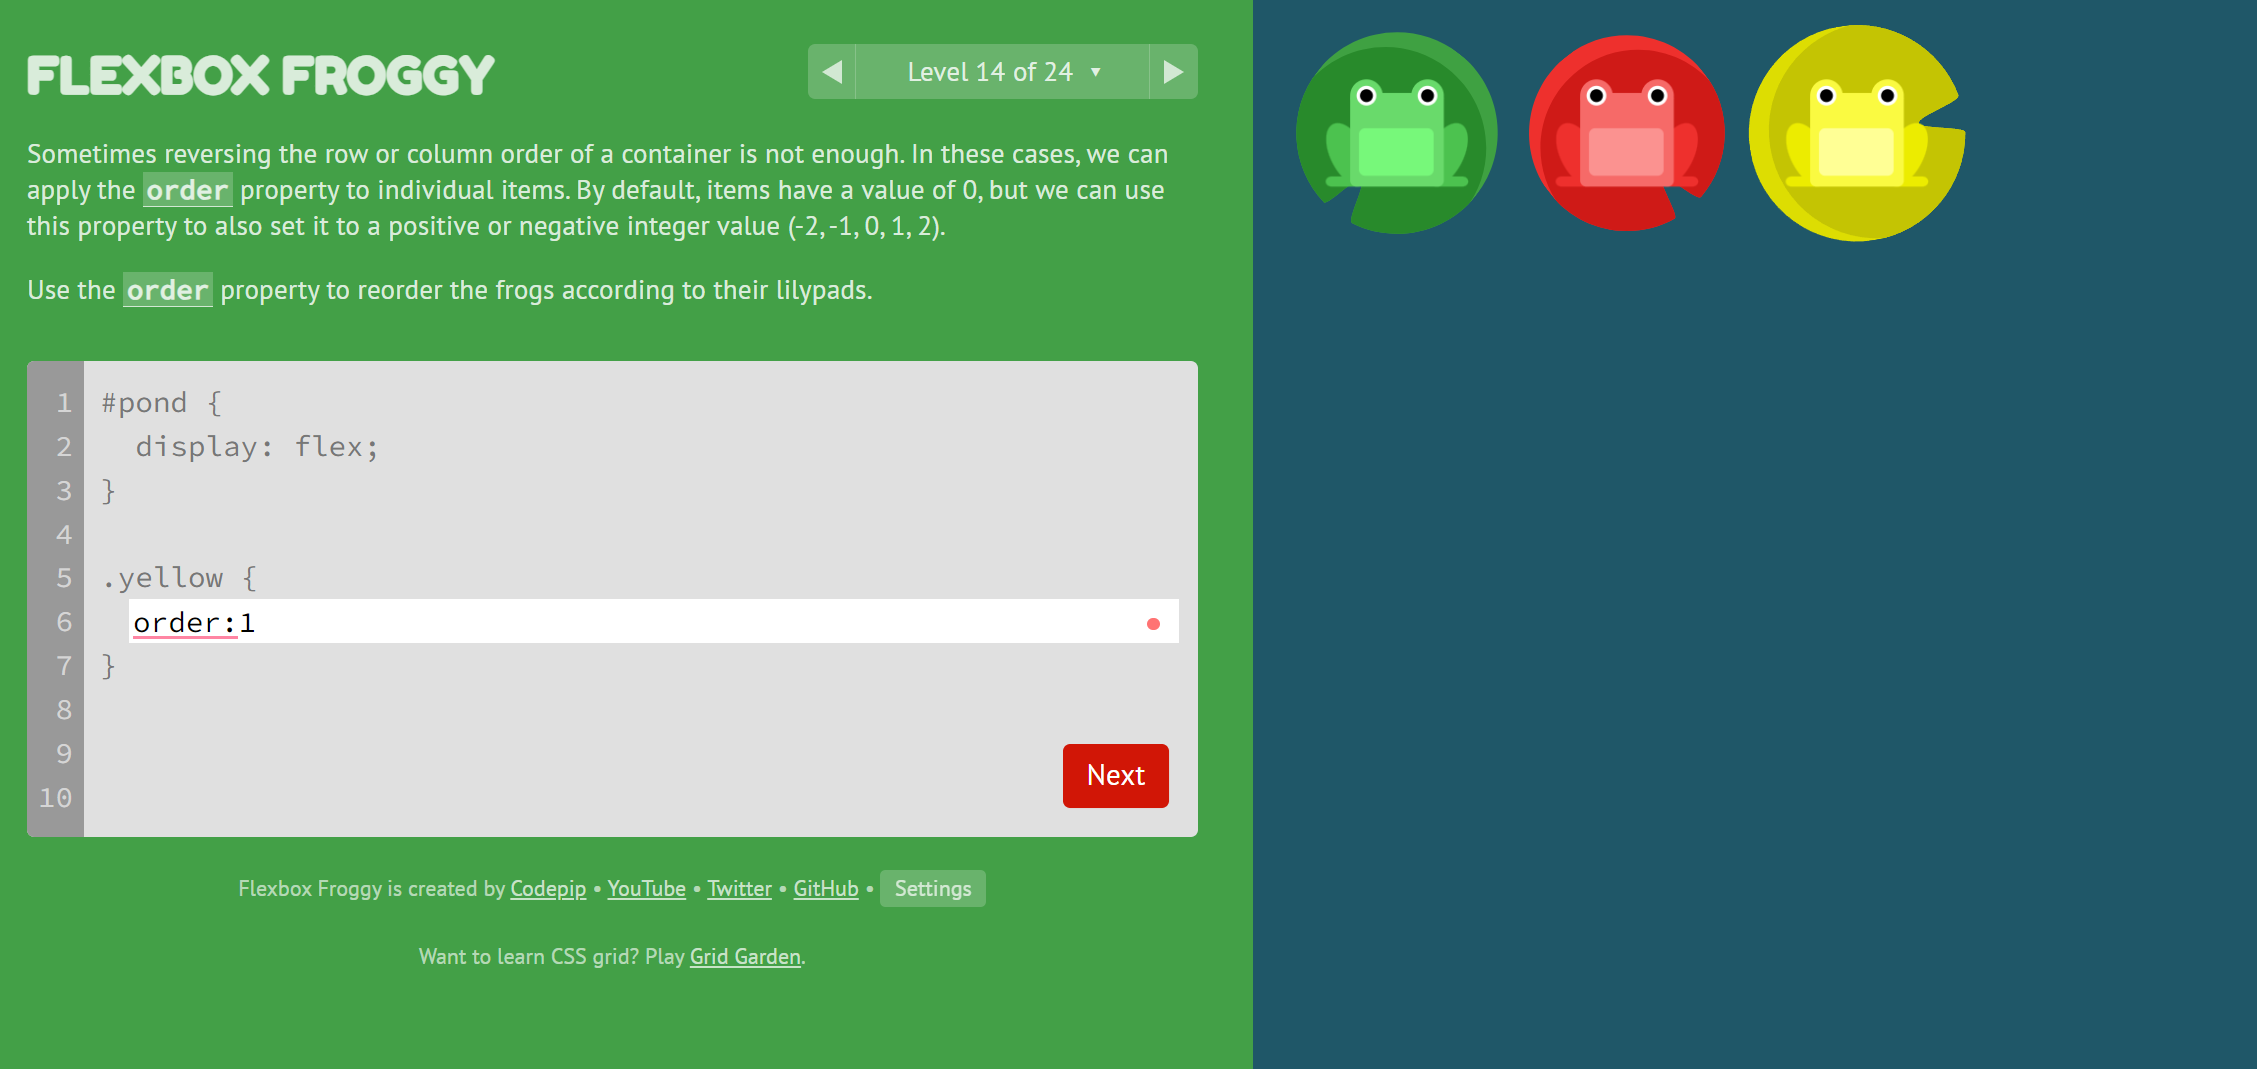 FLEXBOX FROGGY
Level 14 of 24 ▼
Sometimes reversing the row or column order of a container is not enough. In these cases, we can
apply the order property to individual items. By default, items have a value of 0, but we can use
this property to also set it to a positive or negative integer value (-2, -1, 0, 1, 2).
Use the order property to reorder the frogs according to their lilypads.
1 #pond {
2 display: flex;
3 }
4
5 .yellow {
6 order:1
7 }
8
9
10
Next
Flexbox Froggy is created by Codepip • YouTube • Twitter • GitHub • Settings
Want to learn CSS grid? Play Grid Garden.